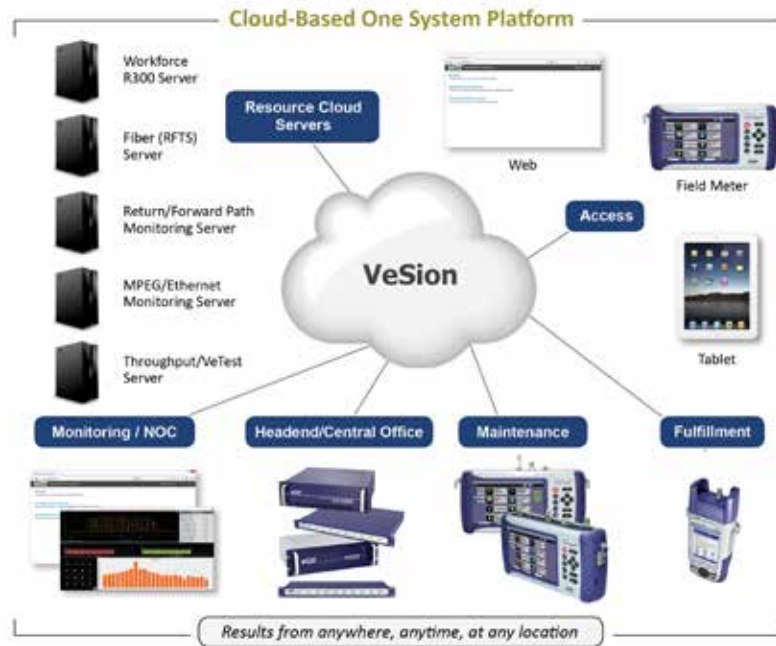 Cloud-Based One System Platform
Workforce
R300 Server
Resource Cloud
Servers
Fiber (RFTS)
Server
Web
Field Meter
Return/Forward Path
Monitoring Server
Access
VeSion
MPEG/Ethernet
Monitoring Server
Tablet
Throughput/VeTest
Server
Monitoring / NOC
Headend/Central Office
Maintenance
Fulfillment
Results from anywhere, anytime, at any location